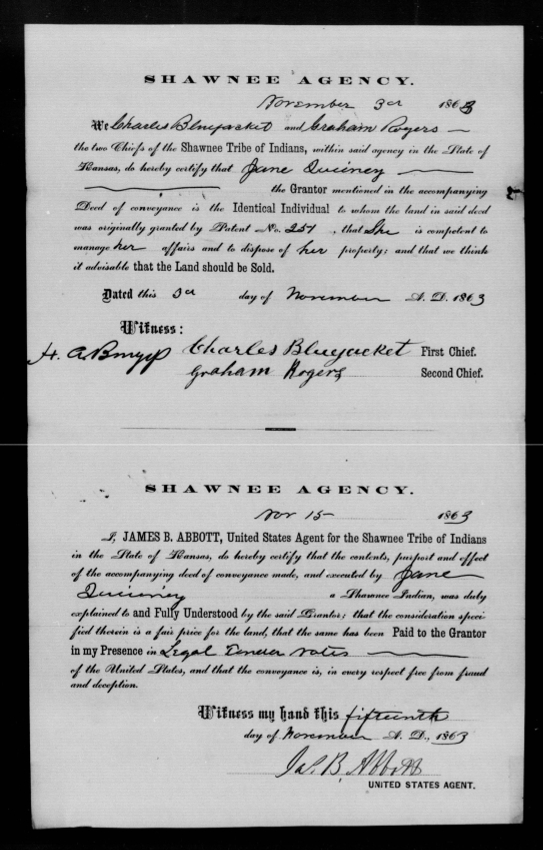 SHAWNEE AGENCY.
November 3d 1863
We Charles Bluejacket and Graham Rogers
the two Chiefs of the Shawnee Tribe of Indians, within said agency in the State of
Kansas, do hereby certify that Jane Quinney
the Grantor mentioned in the accompanying
Deed of conveyance is the Identical Individual to whom the land in said deed
was originally granted by Patent No. 251, that She is competent to
manage her affairs and to dispose of her property; and that we think
it advisable that the Land should be Sold.
Dated this 3d day of November A. D. 1863
Witness:
H. A. Charles Bluejacket First Chief.
Graham Rogers Second Chief.
SHAWNEE AGENCY.
Nov 15 1863
I, JAMES B. ABBOTT, United States Agent for the Shawnee Tribe of Indians
in the State of Kansas, do hereby certify that the contents, purport and effect
of the accompanying deed of conveyance made, and executed by Jane
Quinney a Shawnee Indian, was duly
explained to and Fully Understood by the said Grantor; that the consideration speci-
fied therein is a fair price for the land, that the same has been Paid to the Grantor
in my Presence in Legal Tender notes
of the United States, and that the conveyance is, in every respect free from fraud
and deception.
Witness my hand this fifteenth
day of November A. D., 1863
Jas. B. Abbott
UNITED STATES AGENT.